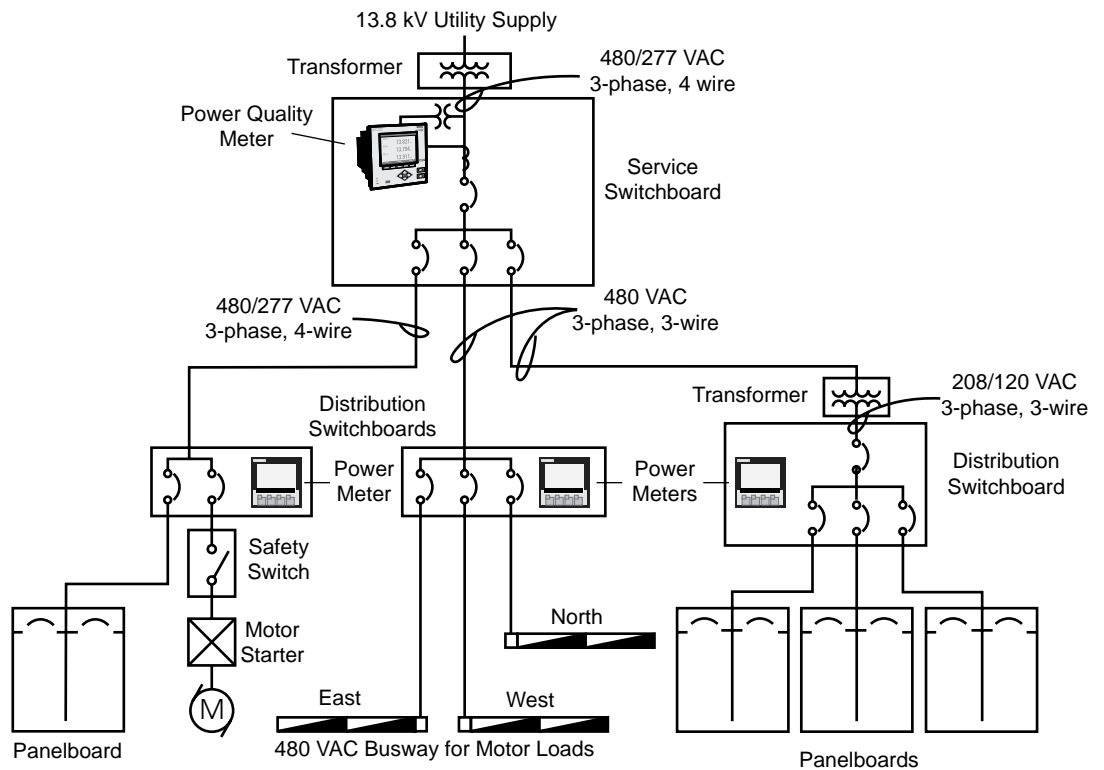 13.8 kV Utility Supply
Transformer
480/277 VAC
3-phase, 4 wire
Power Quality
Meter
Service
Switchboard
480/277 VAC
3-phase, 4-wire
480 VAC
3-phase, 3-wire
Transformer
208/120 VAC
3-phase, 3-wire
Distribution
Switchboards
Power
Meter
Power
Meters
Distribution
Switchboard
Safety
Switch
Motor
Starter
M
North
East
West
480 VAC Busway for Motor Loads
Panelboard
Panelboards